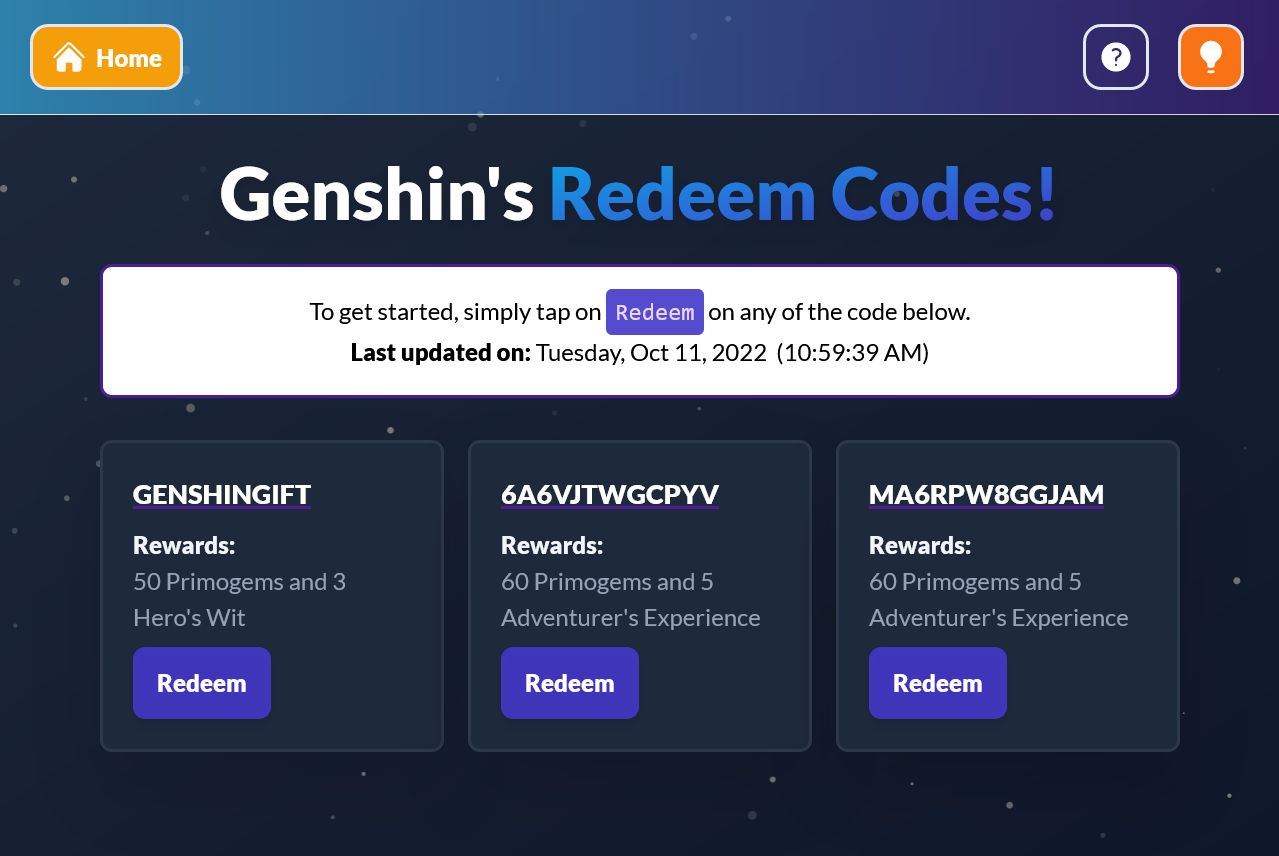 Home
Genshin's Redeem Codes!
To get started, simply tap on Redeem on any of the code below.
Last updated on: Tuesday, Oct 11, 2022 (10:59:39 AM)
GENSHINGIFT
Rewards:
50 Primogems and 3
Hero's Wit
Redeem
6A6VJTWGCPYV
Rewards:
60 Primogems and 5
Adventurer's Experience
Redeem
MA6RPW8GGJAM
Rewards:
60 Primogems and 5
Adventurer's Experience
Redeem